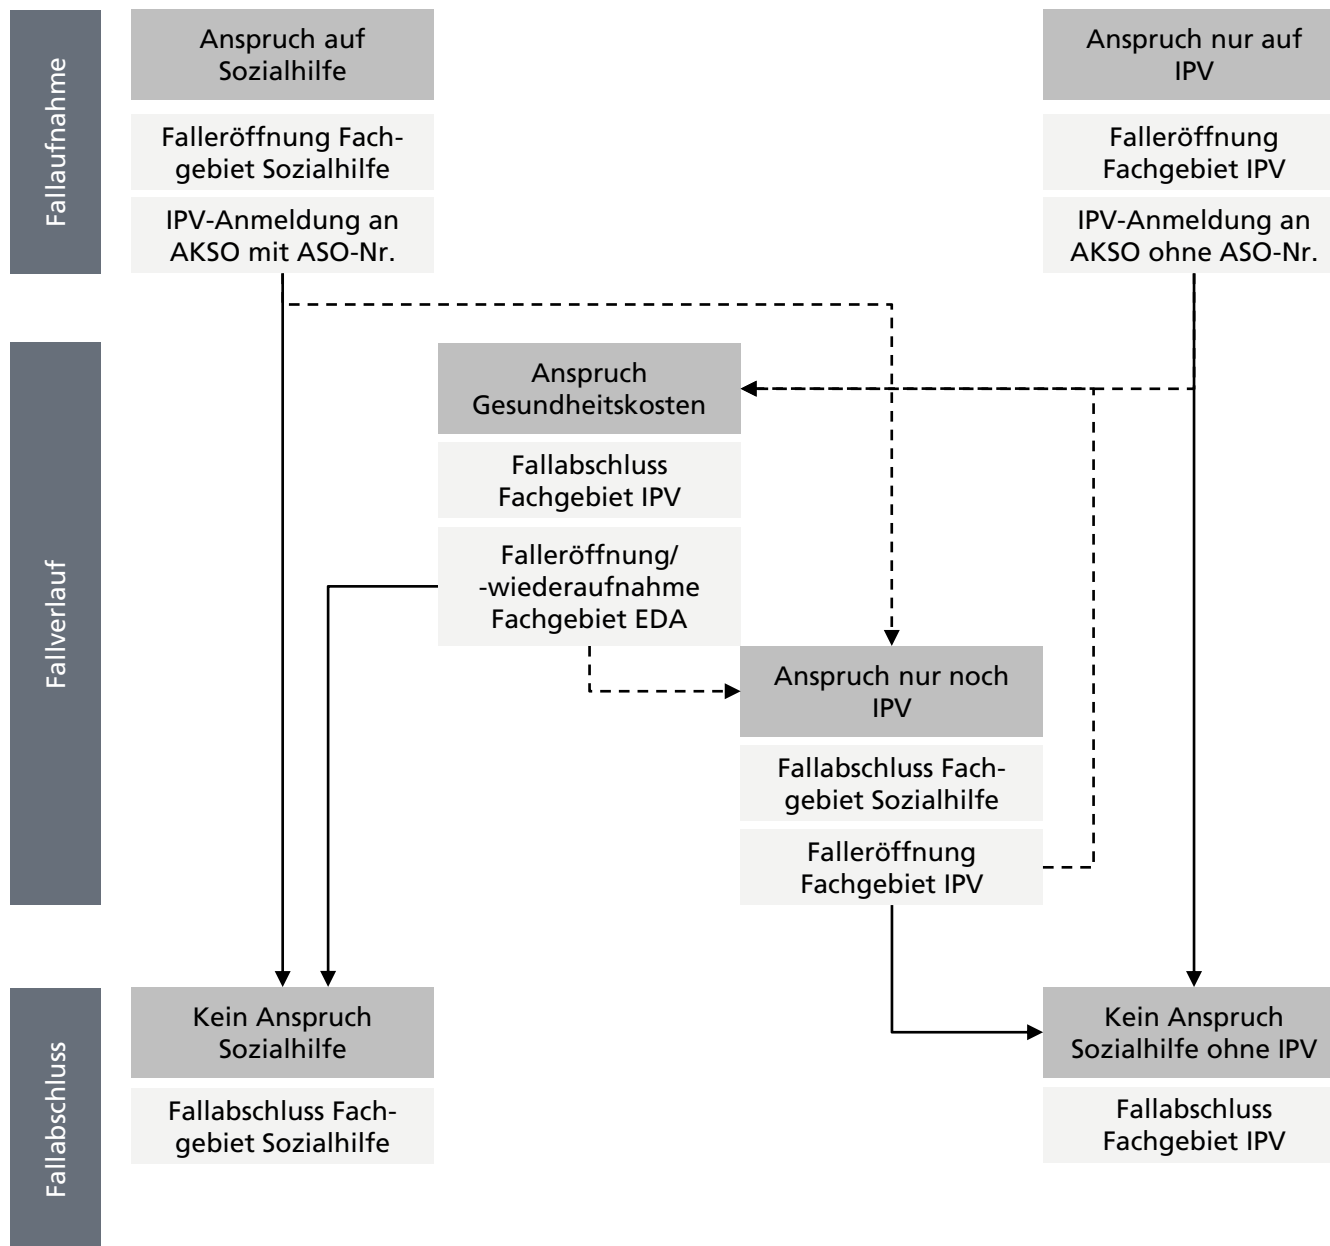 Fallaufnahme
Anspruch auf
Sozialhilfe
Falleröffnung Fach-
gebiet Sozialhilfe
IPV-Anmeldung an
AKSO mit ASO-Nr.
Anspruch nur auf
IPV
Falleröffnung
Fachgebiet IPV
IPV-Anmeldung an
AKSO ohne ASO-Nr.
Fallverlauf
Anspruch
Gesundheitskosten
Fallabschluss
Fachgebiet IPV
Falleröffnung/
-wiederaufnahme
Fachgebiet EDA
Anspruch nur noch
IPV
Fallabschluss Fach-
gebiet Sozialhilfe
Falleröffnung
Fachgebiet IPV
Fallabschluss
Kein Anspruch
Sozialhilfe
Fallabschluss Fach-
gebiet Sozialhilfe
Kein Anspruch
Sozialhilfe ohne IPV
Fallabschluss
Fachgebiet IPV